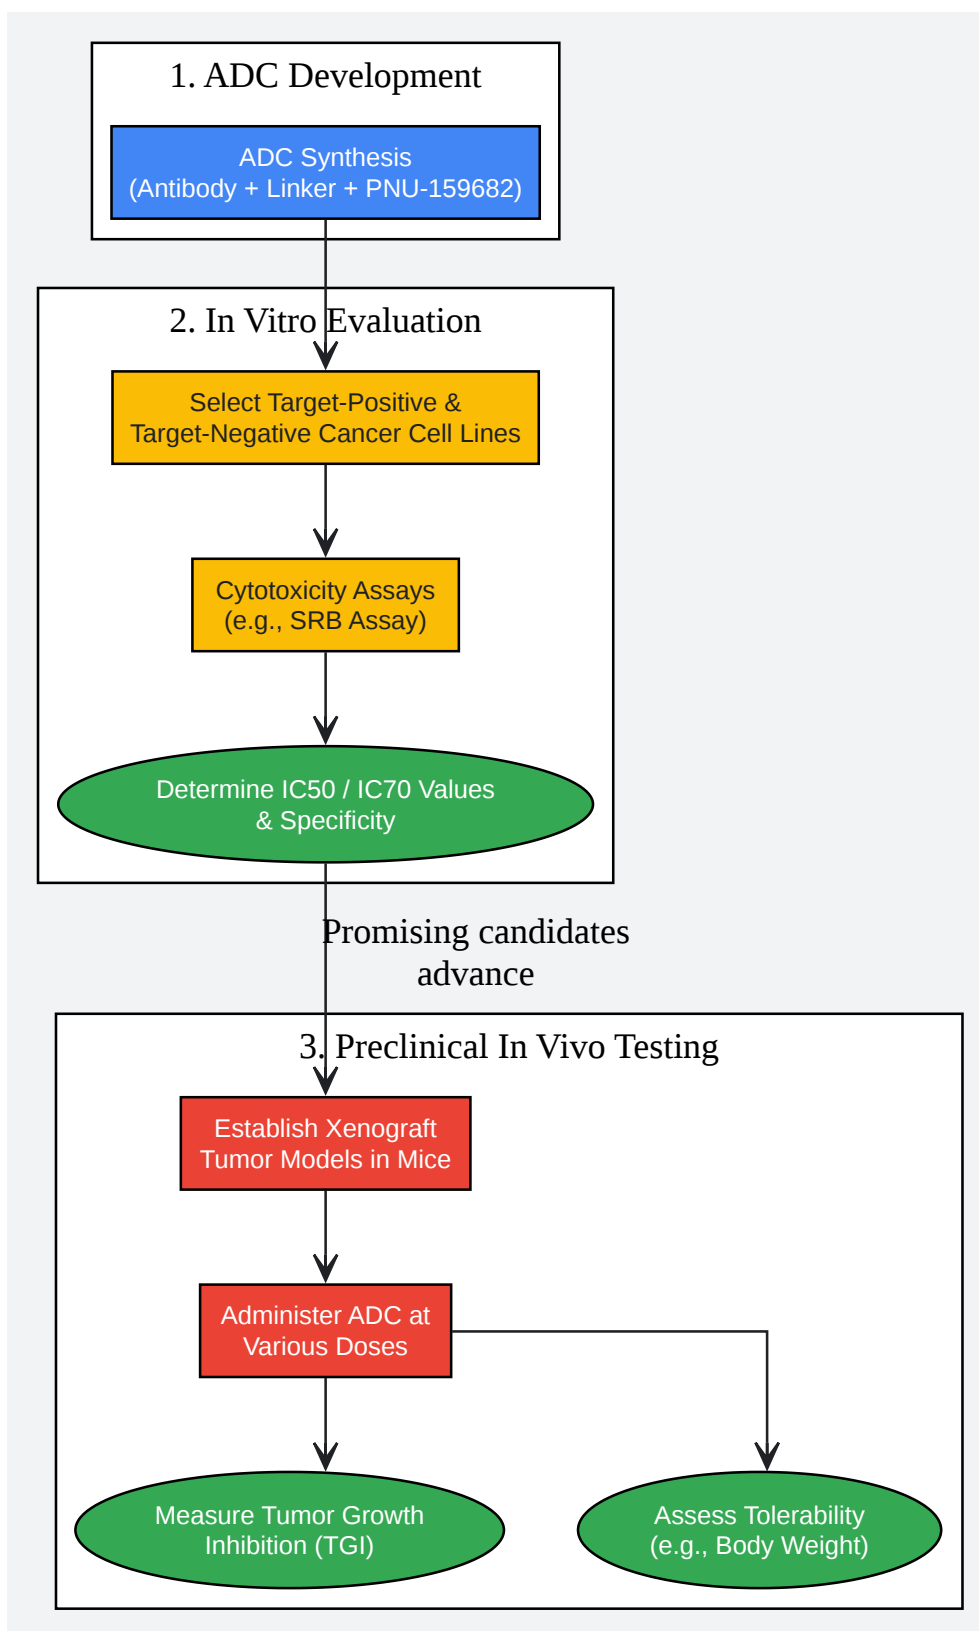 1. ADC Development
ADC Synthesis
(Antibody + Linker + PNU-159682)
2. In Vitro Evaluation
Select Target-Positive &
Target-Negative Cancer Cell Lines
Cytotoxicity Assays
(e.g., SRB Assay)
Determine IC50 / IC70 Values
& Specificity
Promising candidates
advance
3. Preclinical In Vivo Testing
Establish Xenograft
Tumor Models in Mice
Administer ADC at
Various Doses
Measure Tumor Growth
Inhibition (TGI)
Assess Tolerability
(e.g., Body Weight)